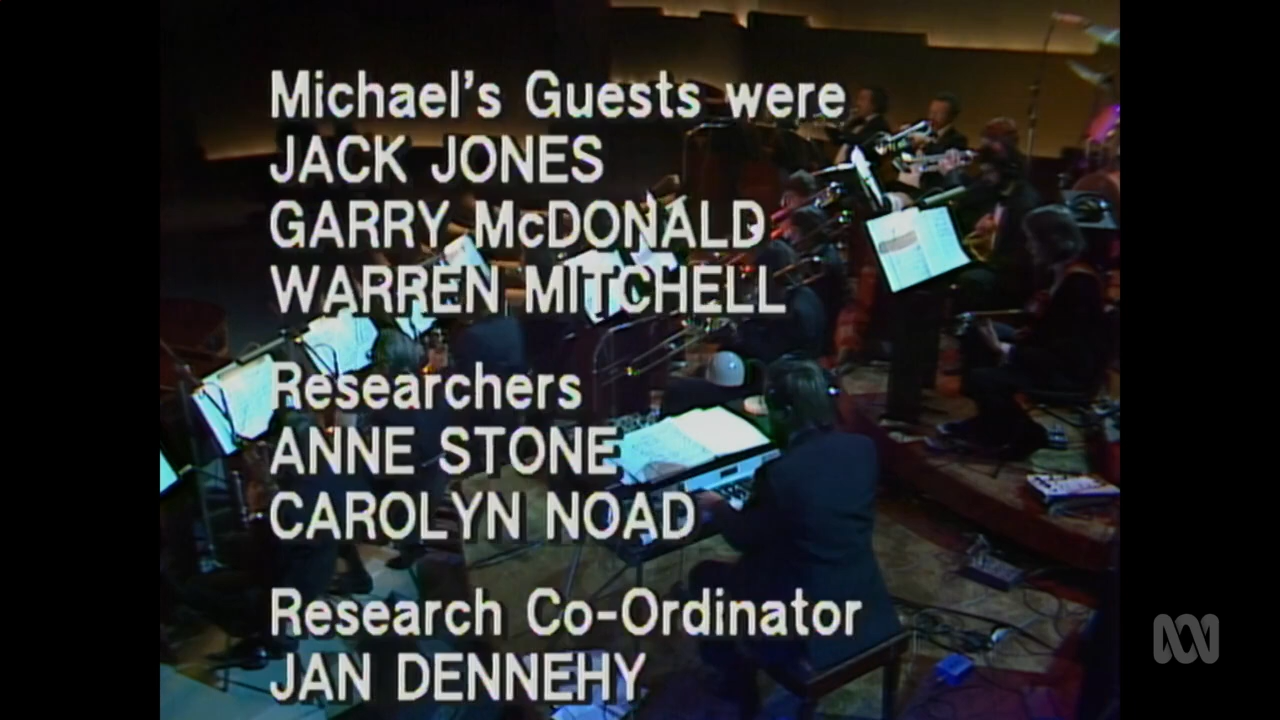 Michael's Guests were
JACK JONES
GARRY McDONALD
WARREN MITCHELL
Researchers
ANNE STONE
CAROLYN NOAD
Research Co-Ordinator
JAN DENNEHY